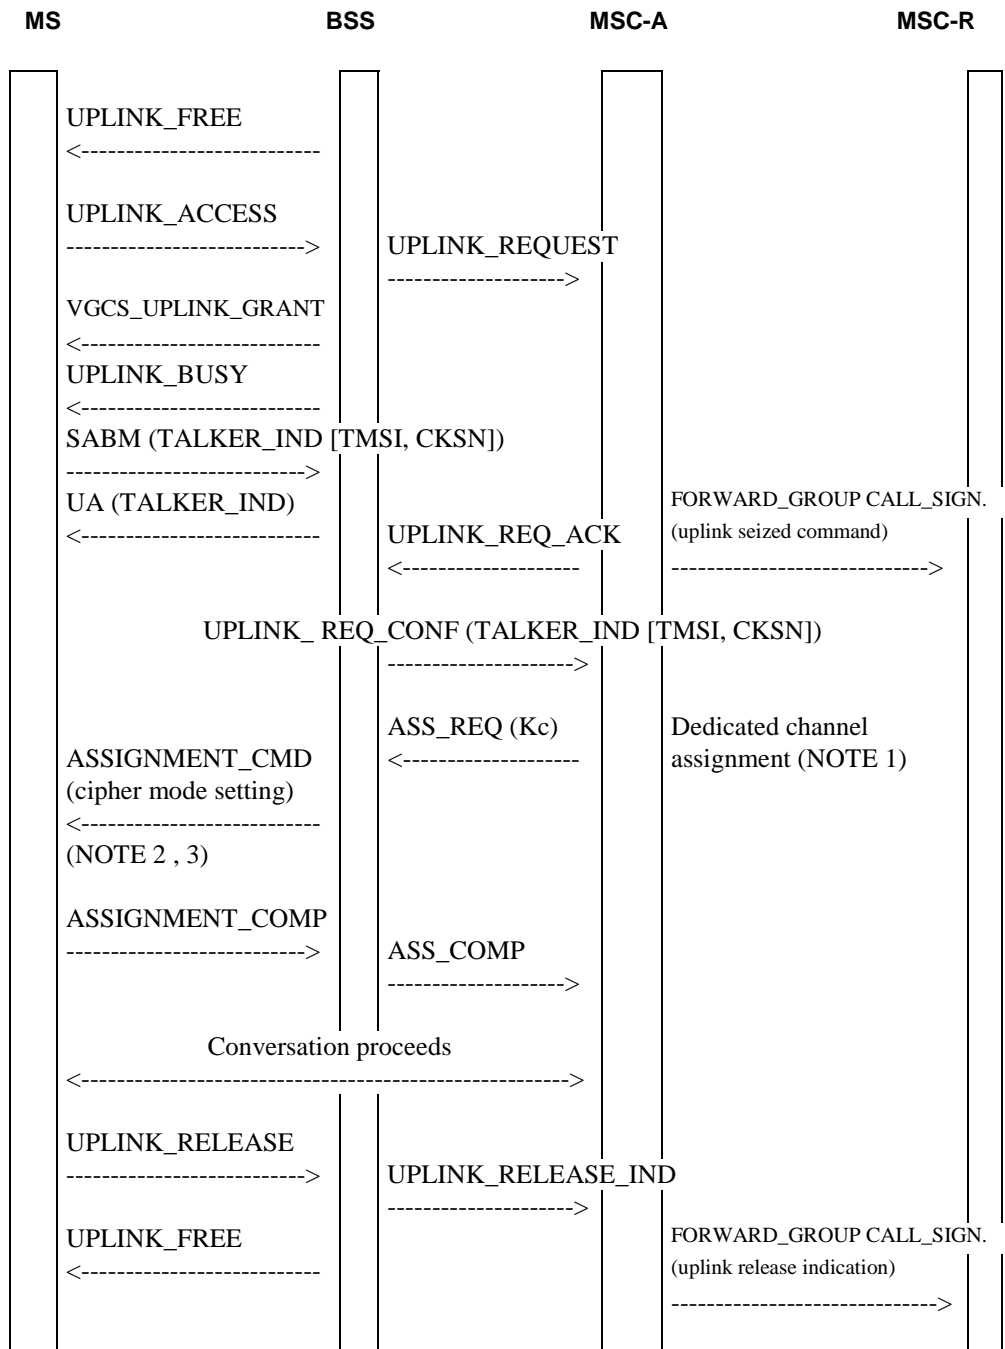 MS BSS MSC-A MSC-R
UPLINK_FREE
<---------------------------
UPLINK_ACCESS
---------------------------> UPLINK_REQUEST
-------------------->
VGCS_UPLINK_GRANT
<---------------------------
UPLINK_BUSY
<---------------------------
SABM (TALKER_IND [TMSI, CKSN])
--------------------------->
UA (TALKER_IND) FORWARD_GROUP CALL_SIGN.
<--------------------------- UPLINK_REQ_ACK (uplink seized command)
<-------------------- ----------------------------->
UPLINK_ REQ_CONF (TALKER_IND [TMSI, CKSN])
--------------------->
ASS_REQ (Kc) Dedicated channel
ASSIGNMENT_CMD <-------------------- assignment (NOTE 1)
(cipher mode setting)
<---------------------------
(NOTE 2 , 3)
ASSIGNMENT_COMP
---------------------------> ASS_COMP
-------------------->
Conversation proceeds
<------------------------------------------------------->
UPLINK_RELEASE
---------------------------> UPLINK_RELEASE_IND
--------------------->
UPLINK_FREE FORWARD_GROUP CALL_SIGN.
<--------------------------- (uplink release indication)
------------------------------>